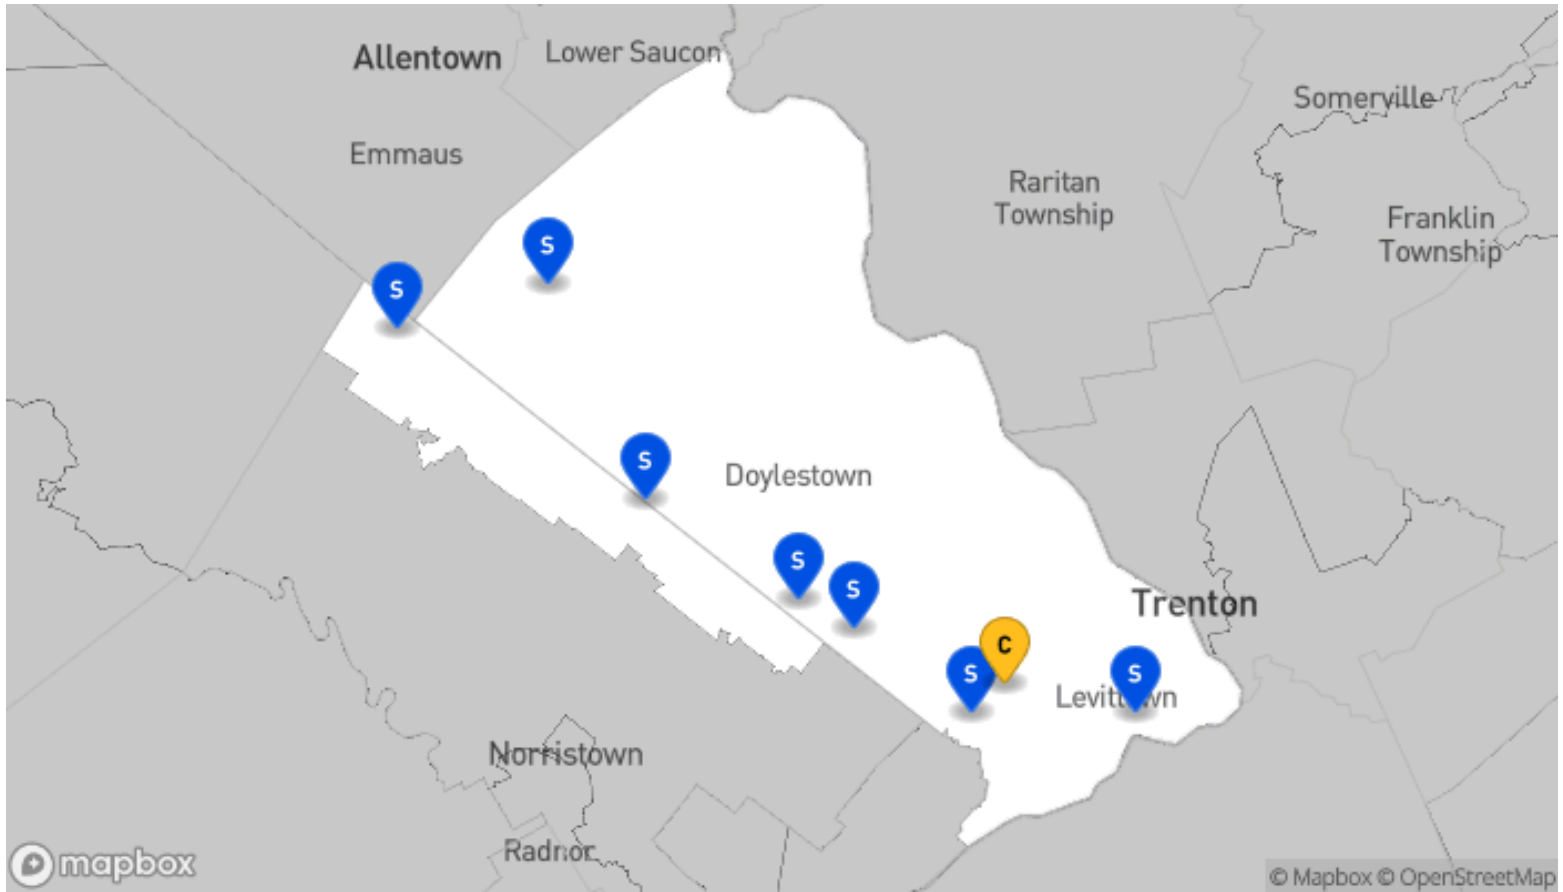 Allentown
Lower Saucon
Somerville
Emmaus
Raritan
Township
Franklin
Township
S
S
S
Doylestown
S
S
Trenton
C
S
S
Levittown
Norristown
Radnor
mapbox
© Mapbox © OpenStreetMap